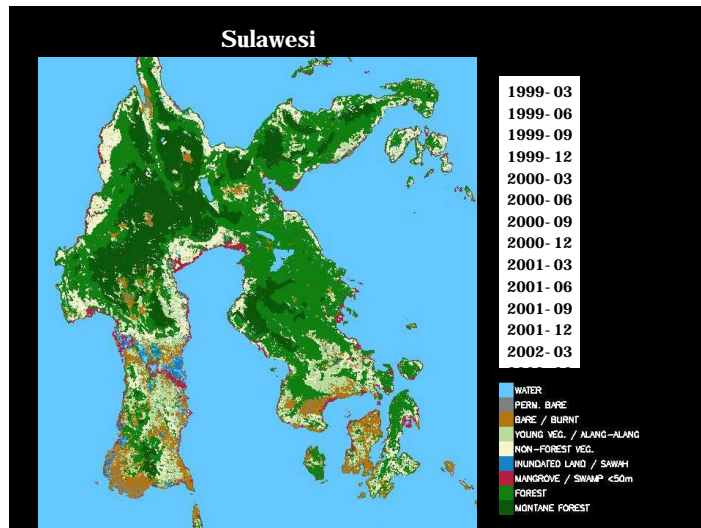 Sulawesi
1999-03
1999-06
1999-09
1999-12
2000-03
2000-06
2000-09
2000-12
2001-03
2001-06
2001-09
2001-12
2002-03
WATER
PERM. BARE
BARE / BURNT
YOUNG VEG. / ALANG-ALANG
NON-FOREST VEG.
INUNDATED LAND / SAWAH
MANGROVE / SWAMP <50m
FOREST
MONTANE FOREST